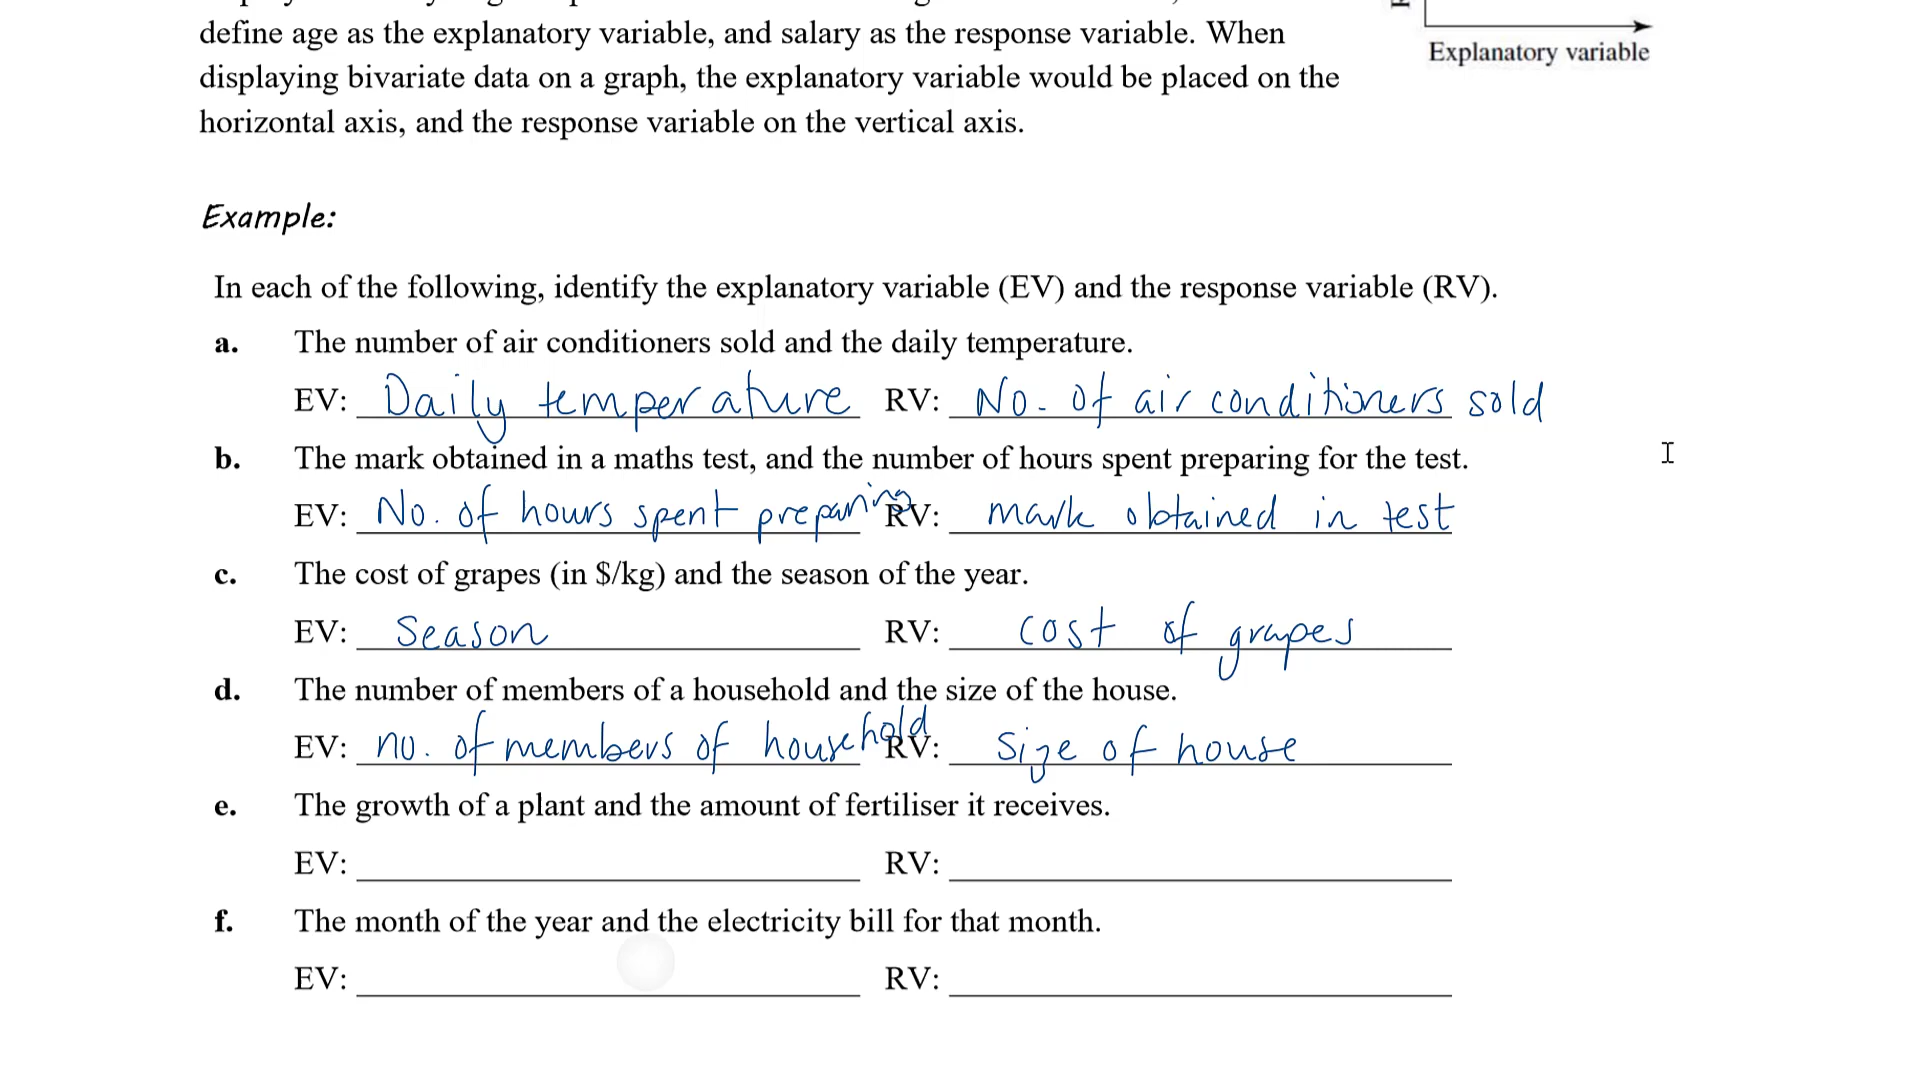 define age as the explanatory variable, and salary as the response variable. When
displaying bivariate data on a graph, the explanatory variable would be placed on the
horizontal axis, and the response variable on the vertical axis.
Explanatory variable
Example:
In each of the following, identify the explanatory variable (EV) and the response variable (RV).
a. The number of air conditioners sold and the daily temperature.
EV: Daily temperature RV: No. of air conditioners sold
b. The mark obtained in a maths test, and the number of hours spent preparing for the test.
EV: No. of hours spent preparing RV: mark obtained in test
c. The cost of grapes (in $/kg) and the season of the year.
EV: Season RV: cost of grapes
d. The number of members of a household and the size of the house.
EV: no. of members of household RV: size of house
e. The growth of a plant and the amount of fertiliser it receives.
EV: RV:
f. The month of the year and the electricity bill for that month.
EV: RV: